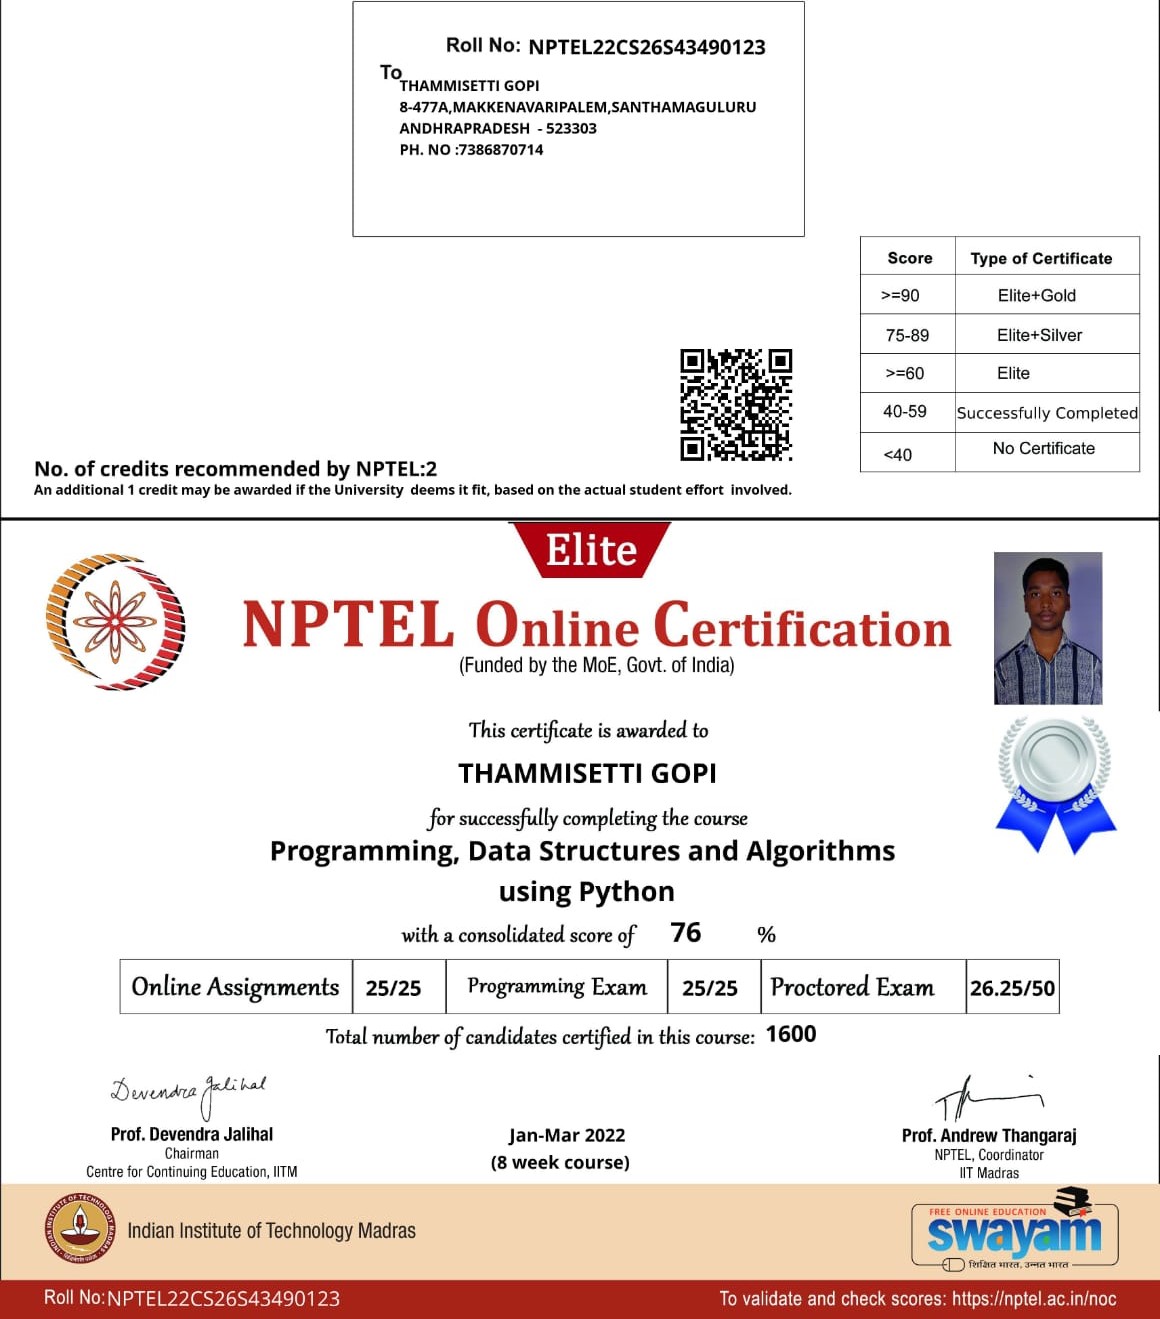 Roll No: NPTEL22CS26S43490123
To
THAMMISETTI GOPI
8-477A,MAKKENAVARIPALEM,SANTHAMAGULURU
ANDHRAPRADESH - 523303
PH. NO :7386870714
Score Type of Certificate
>=90 Elite+Gold
75-89 Elite+Silver
>=60 Elite
40-59 Successfully Completed
<40 No Certificate
No. of credits recommended by NPTEL:2
An additional 1 credit may be awarded if the University deems it fit, based on the actual student effort involved.
Elite
NPTEL Online Certification
(Funded by the MoE, Govt. of India)
This certificate is awarded to
THAMMISETTI GOPI
for successfully completing the course
Programming, Data Structures and Algorithms
using Python
with a consolidated score of 76 %
Online Assignments 25/25 Programming Exam 25/25 Proctored Exam 26.25/50
Total number of candidates certified in this course: 1600
Devendra Jalihal
Prof. Devendra Jalihal
Chairman
Centre for Continuing Education, IITM
Jan-Mar 2022
(8 week course)
Prof. Andrew Thangaraj
NPTEL, Coordinator
IIT Madras
INDIAN INSTITUTE OF TECHNOLOGY MADRAS
Indian Institute of Technology Madras
FREE ONLINE EDUCATION
swayam
शिक्षित भारत, उन्नत भारत
Roll No:NPTEL22CS26S43490123
To validate and check scores: https://nptel.ac.in/noc